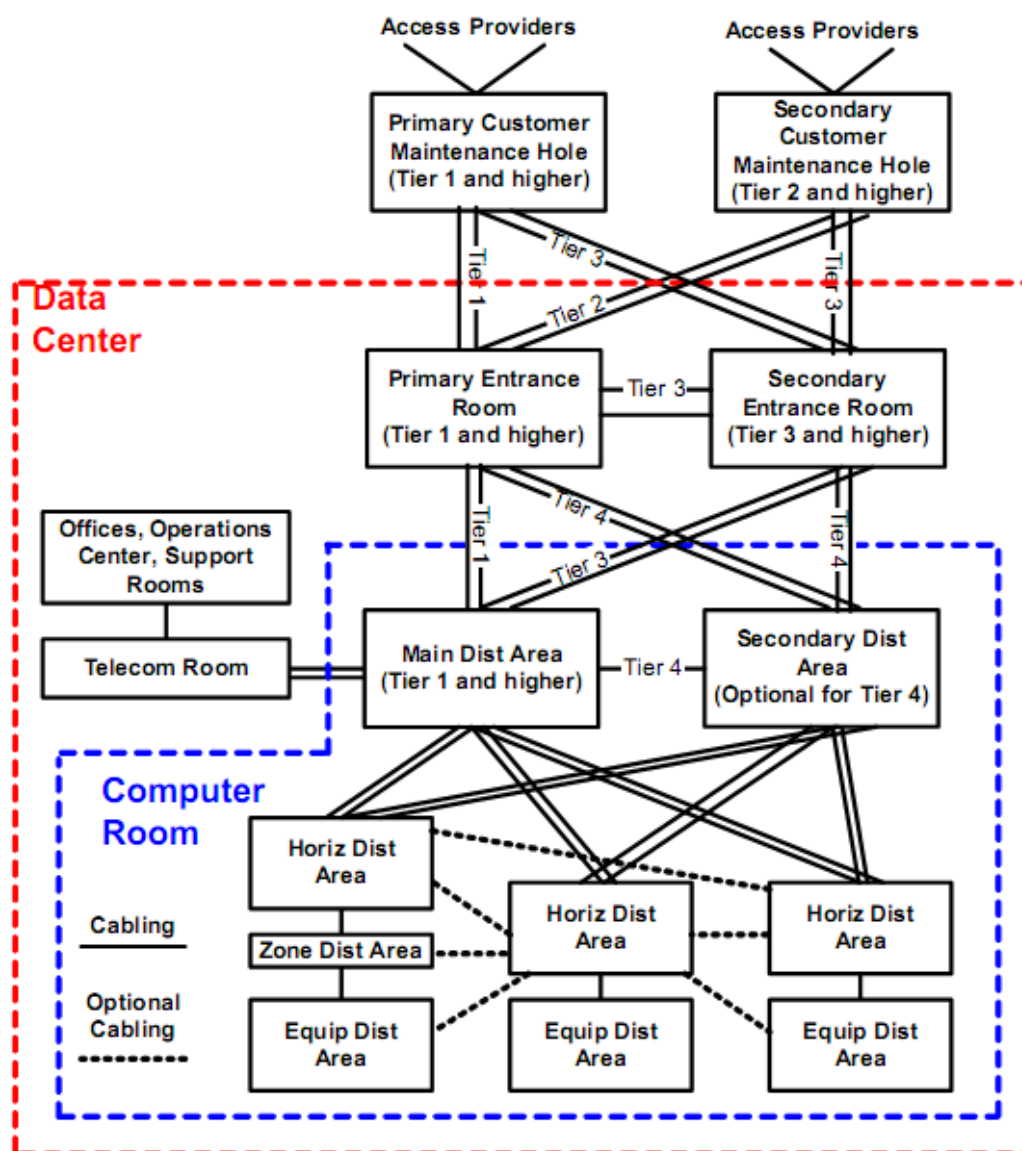 Access Providers
Access Providers
Primary Customer
Maintenance Hole
(Tier 1 and higher)
Secondary
Customer
Maintenance Hole
(Tier 2 and higher)
Tier 1
Tier 3
Tier 2
Tier 3
Data
Center
Primary Entrance
Room
(Tier 1 and higher)
Tier 3
Secondary
Entrance Room
(Tier 3 and higher)
Tier 1
Tier 4
Tier 3
Tier 4
Offices, Operations
Center, Support
Rooms
Telecom Room
Main Dist Area
(Tier 1 and higher)
Tier 4
Secondary Dist
Area
(Optional for Tier 4)
Computer
Room
Horiz Dist
Area
Horiz Dist
Area
Horiz Dist
Area
Cabling
Zone Dist Area
Optional
Cabling
Equip Dist
Area
Equip Dist
Area
Equip Dist
Area